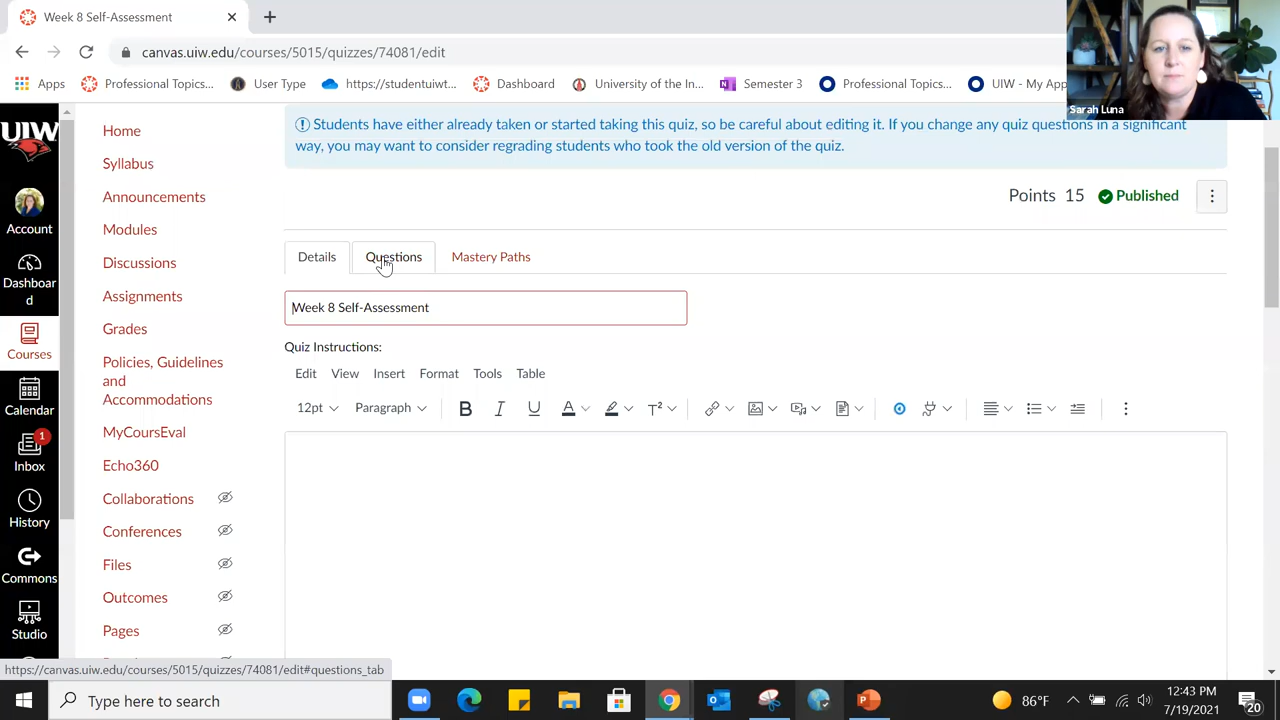 Week 8 Self-Assessment
canvas.uiw.edu/courses/5015/quizzes/74081/edit
Apps
Professional Topics...
User Type
https://studentuiwt...
Dashboard
University of the In...
Semester 3
Professional Topics...
UIW - My App
Sarah Luna
UIW
Account
Dashboar
d
Courses
Calendar
1
Inbox
History
Commons
Studio
Home
Syllabus
Announcements
Modules
Discussions
Assignments
Grades
Policies, Guidelines
and
Accommodations
MyCoursEval
Echo360
Collaborations
Conferences
Files
Outcomes
Pages
Students have either already taken or started taking this quiz, so be careful about editing it. If you change any quiz questions in a significant
way, you may want to consider regrading students who took the old version of the quiz.
Points 15 Published
Details
Questions
Mastery Paths
Week 8 Self-Assessment
Quiz Instructions:
Edit View Insert Format Tools Table
12pt Paragraph B I U A T²
https://canvas.uiw.edu/courses/5015/quizzes/74081/edit#questions_tab
Type here to search
86°F
12:43 PM
7/19/2021
20